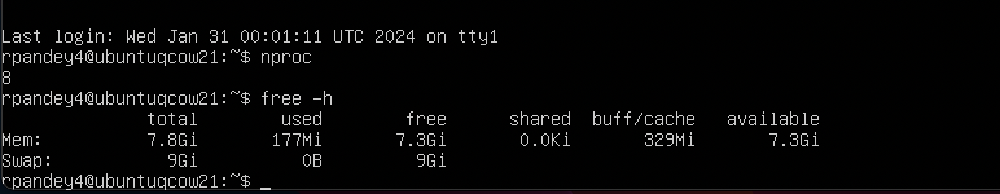 Last login: Wed Jan 31 00:01:11 UTC 2024 on tty1
rpandey4@ubuntuqcow21:~$ nproc
8
rpandey4@ubuntuqcow21:~$ free -h
              total        used        free      shared  buff/cache   available
Mem:          7.8Gi       177Mi       7.3Gi       0.0Ki       329Mi       7.3Gi
Swap:           9Gi          0B         9Gi
rpandey4@ubuntuqcow21:~$ _